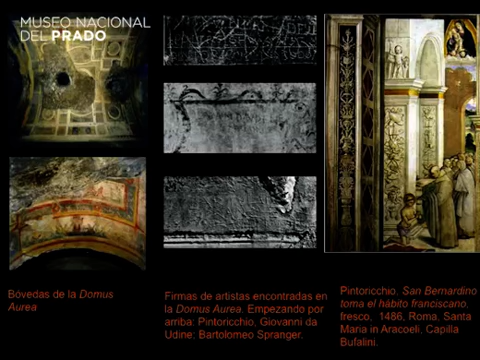 MUSEO NACIONAL
DEL PRADO
Bóvedas de la Domus
Aurea
Firmas de artistas encontradas en
la Domus Aurea. Empezando por
arriba: Pintoricchio, Giovanni da
Udine; Bartolomeo Spranger.
Pintoricchio, San Bernardino
toma el hábito franciscano,
fresco, 1486, Roma, Santa
Maria in Aracoeli, Capilla
Bufalini.